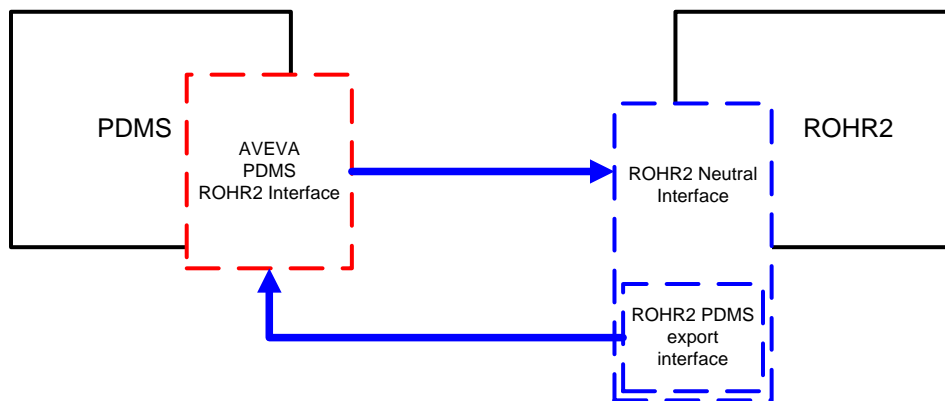 PDMS
AVEVA
PDMS
ROHR2 Interface
ROHR2 Neutral
Interface
ROHR2
ROHR2 PDMS
export
interface